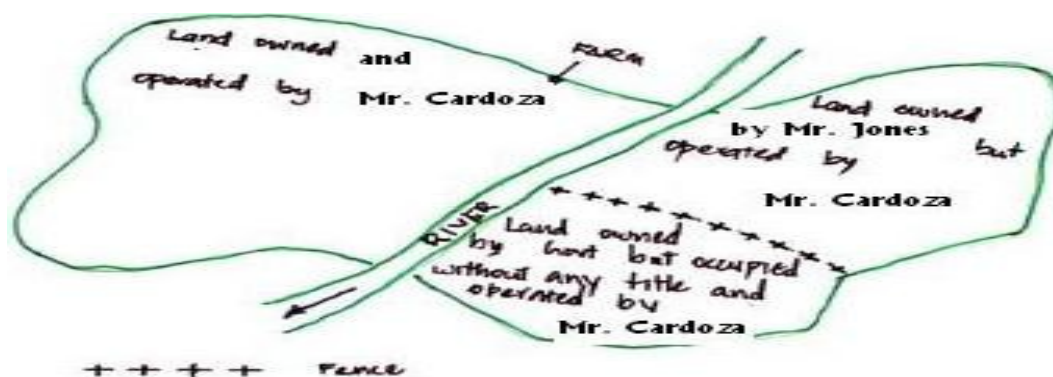 Land owned and
operated by Mr. Cardoza
FARM
Land owned
by Mr. Jones but
operated by
Mr. Cardoza
RIVER
Land owned
by Govt but occupied
without any title and
operated by
Mr. Cardoza
Fence